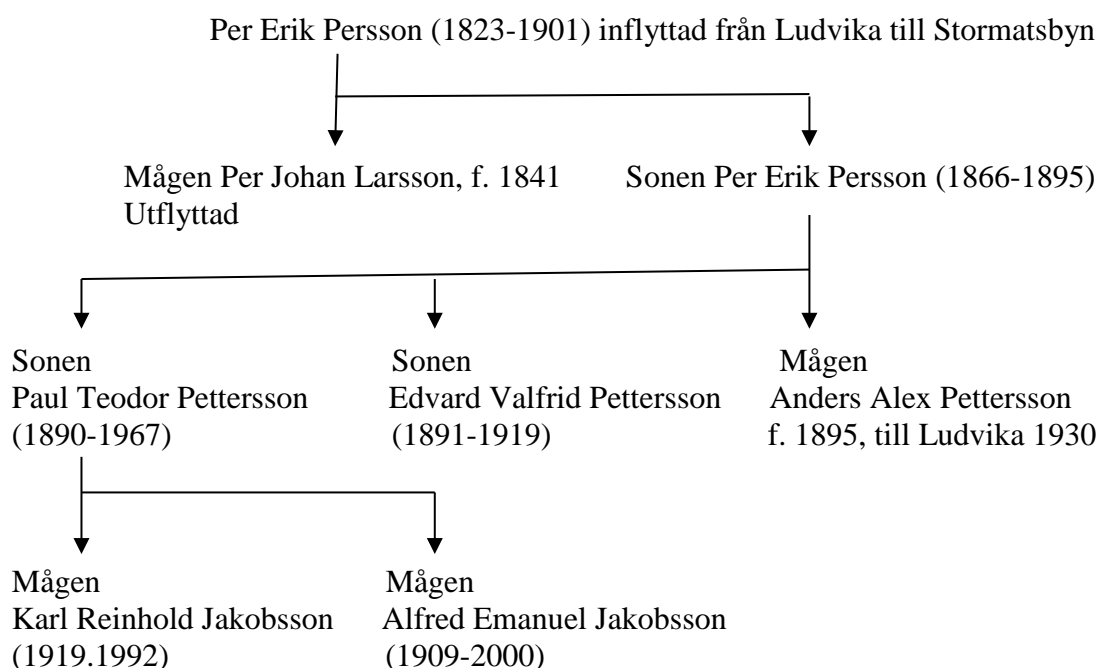 Per Erik Persson (1823-1901) inflyttad från Ludvika till Stormatsbyn
Mågen Per Johan Larsson, f. 1841
Utflyttad
Sonen Per Erik Persson (1866-1895)
Sonen
Paul Teodor Pettersson
(1890-1967)
Sonen
Edvard Valfrid Pettersson
(1891-1919)
Mågen
Anders Alex Pettersson
f. 1895, till Ludvika 1930
Mågen
Karl Reinhold Jakobsson
(1919.1992)
Mågen
Alfred Emanuel Jakobsson
(1909-2000)